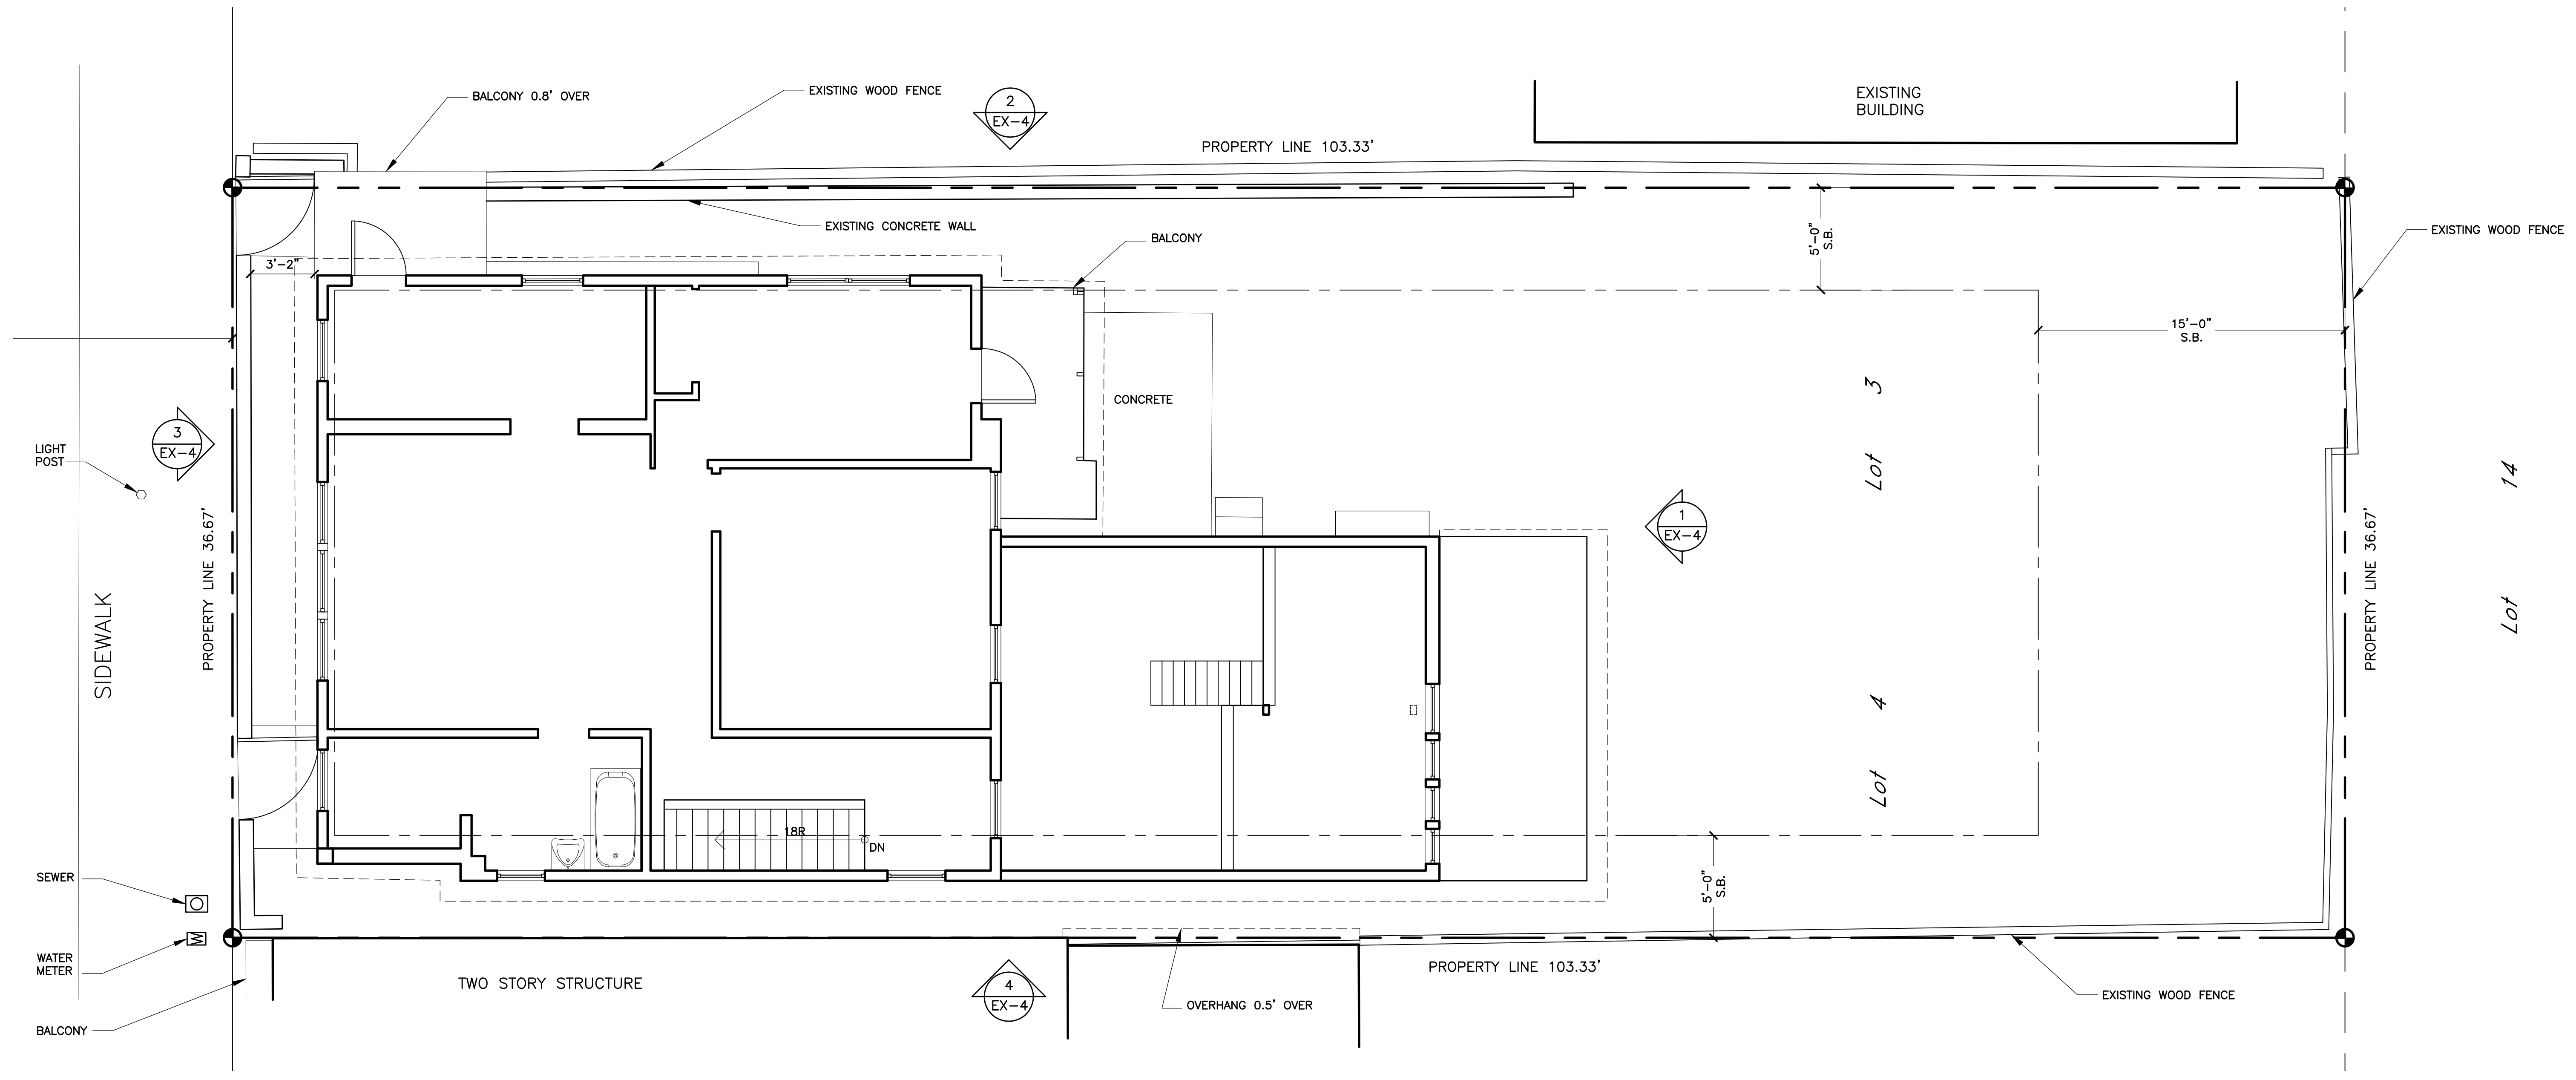 BALCONY 0.8' OVER
EXISTING WOOD FENCE
2
EX-4
EXISTING
BUILDING
PROPERTY LINE 103.33'
EXISTING CONCRETE WALL
BALCONY
5'-0"
S.B.
EXISTING WOOD FENCE
3'-2"
15'-0"
S.B.
CONCRETE
Lot 3
3
EX-4
LIGHT
POST
Lot 14
1
EX-4
PROPERTY LINE 36.67'
PROPERTY LINE 36.67'
SIDEWALK
Lot 4
18R
DN
SEWER
5'-0"
S.B.
WATER
METER
W
TWO STORY STRUCTURE
PROPERTY LINE 103.33'
4
EX-4
OVERHANG 0.5' OVER
EXISTING WOOD FENCE
BALCONY